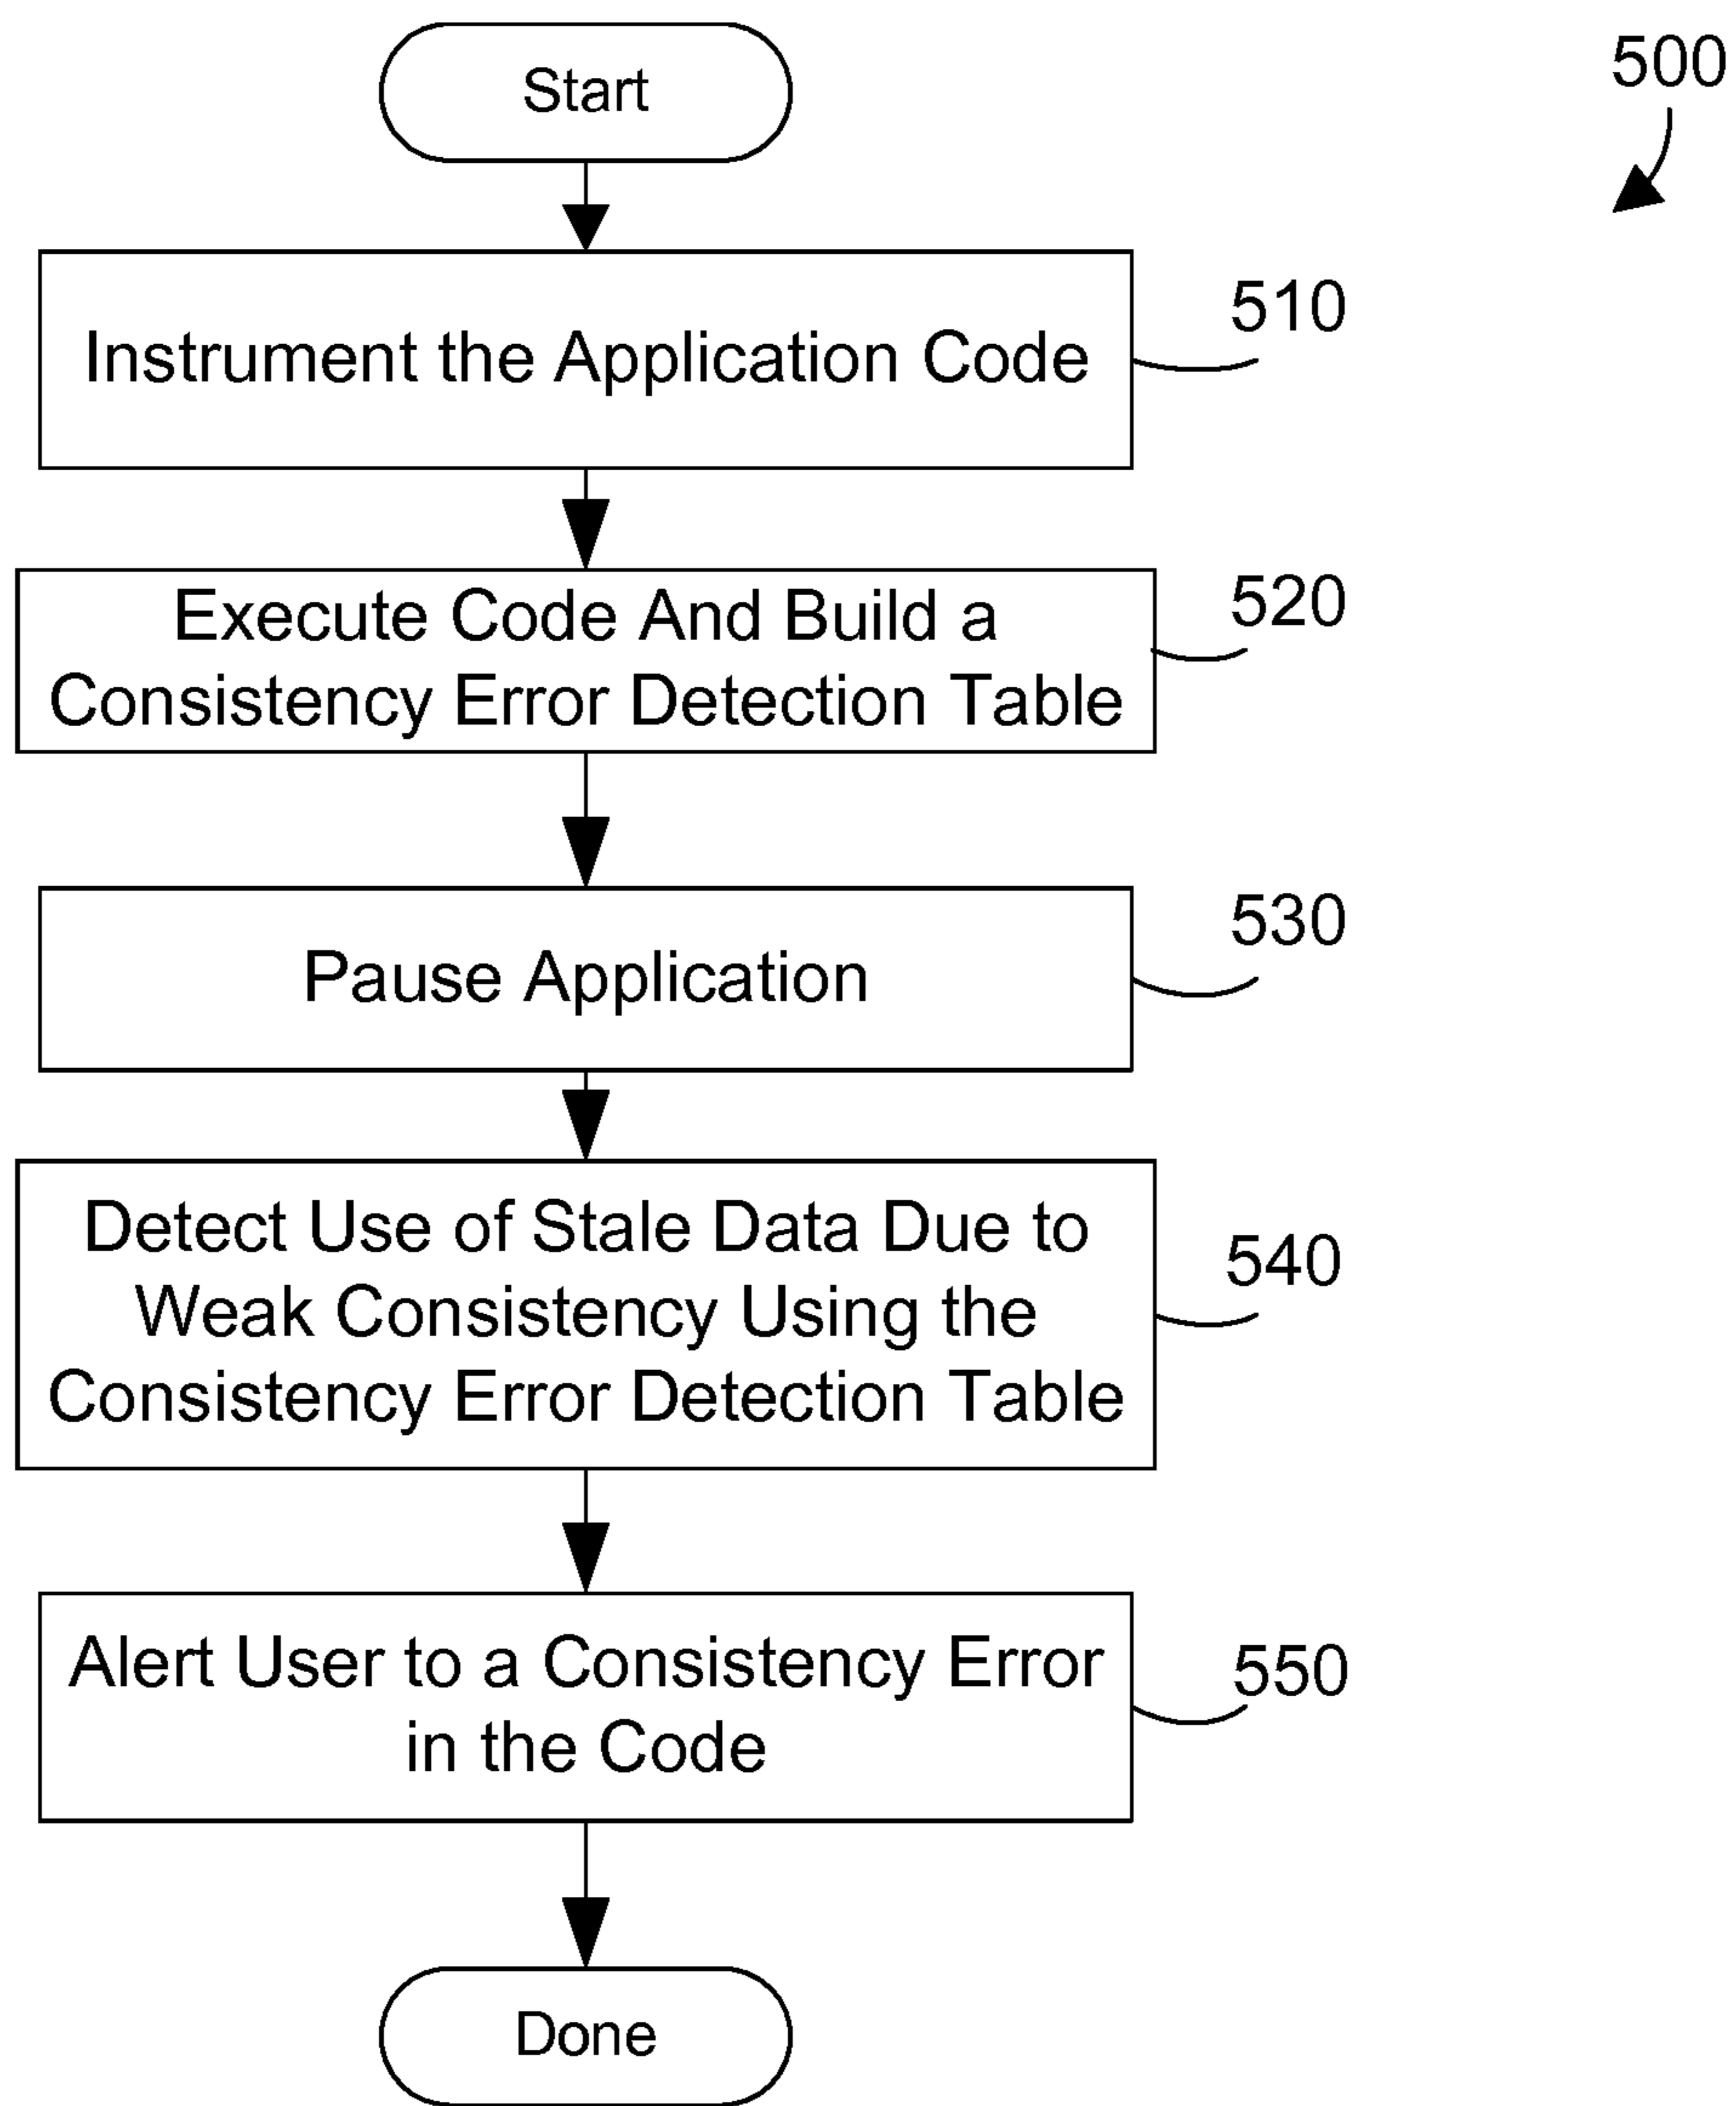 Start
500
Instrument the Application Code
510
Execute Code And Build a
Consistency Error Detection Table
520
Pause Application
530
Detect Use of Stale Data Due to
Weak Consistency Using the
Consistency Error Detection Table
540
Alert User to a Consistency Error
in the Code
550
Done